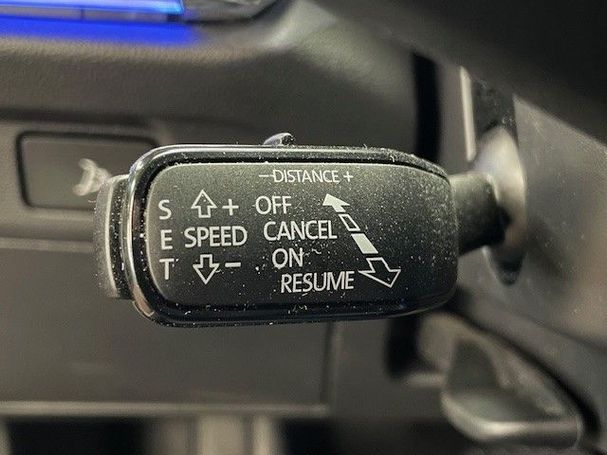 −DISTANCE +
S ⇧+ OFF
E SPEED CANCEL
T ⇩− ON
RESUME